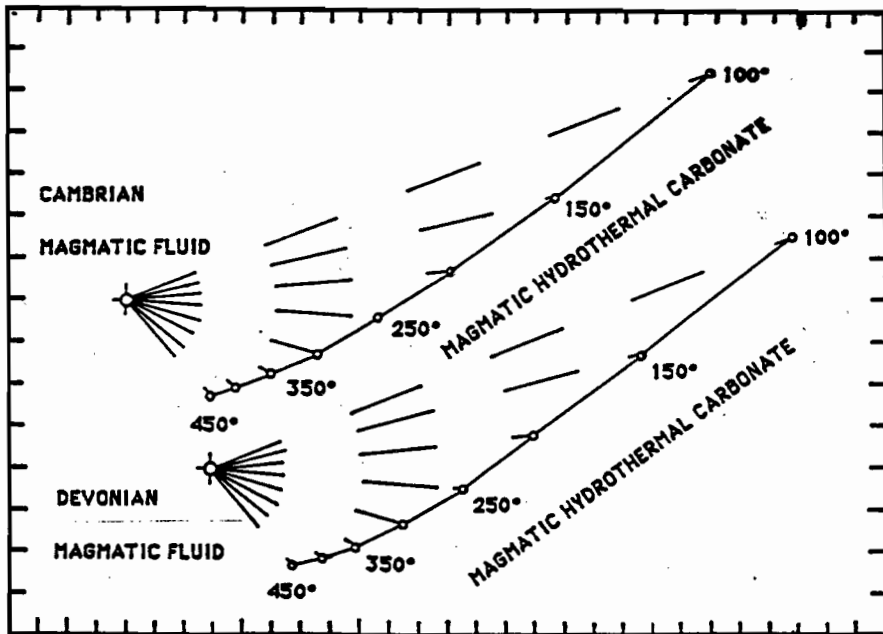 100°
CAMBRIAN
150°
MAGMATIC FLUID
MAGMATIC HYDROTHERMAL CARBONATE
100°
250°
350°
150°
450°
DEVONIAN
250°
MAGMATIC FLUID
MAGMATIC HYDROTHERMAL CARBONATE
350°
450°